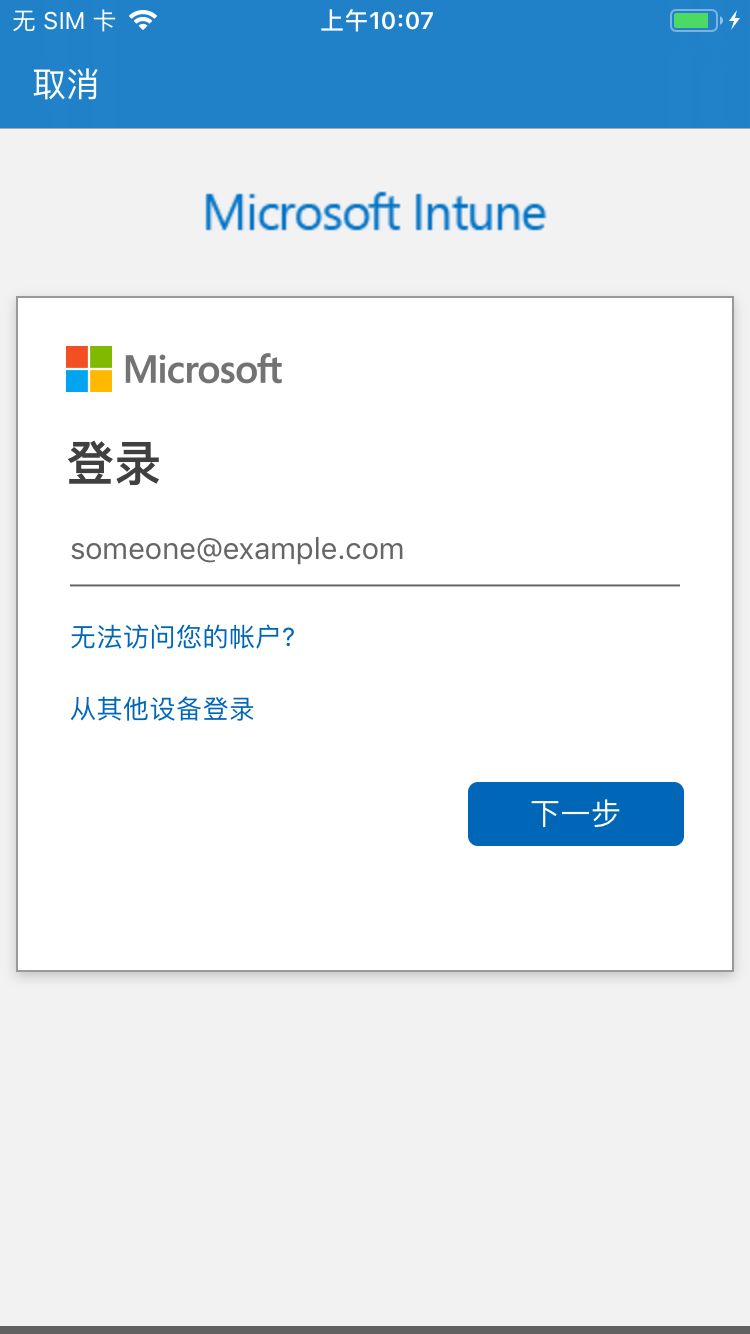 无 SIM 卡 上午10:07
取消
Microsoft Intune
Microsoft
登录
someone@example.com
无法访问您的帐户?
从其他设备登录
下一步